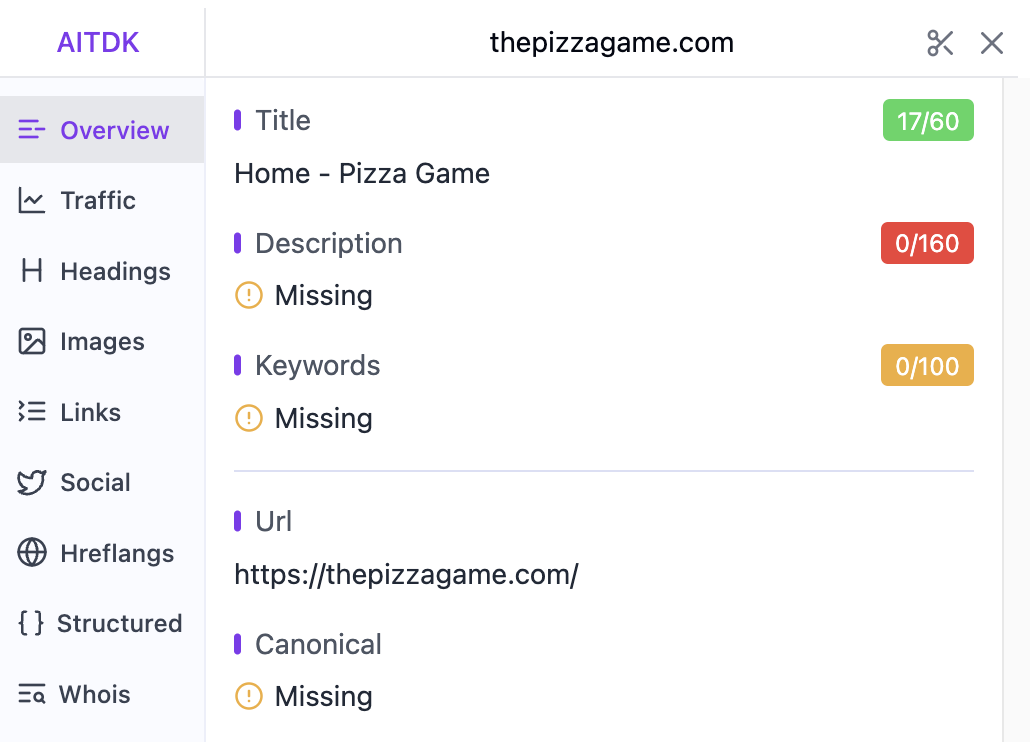 AITDK
thepizzagame.com
Overview
Traffic
Headings
Images
Links
Social
Hreflangs
Structured
Whois
Title
17/60
Home - Pizza Game
Description
0/160
Missing
Keywords
0/100
Missing
Url
https://thepizzagame.com/
Canonical
Missing